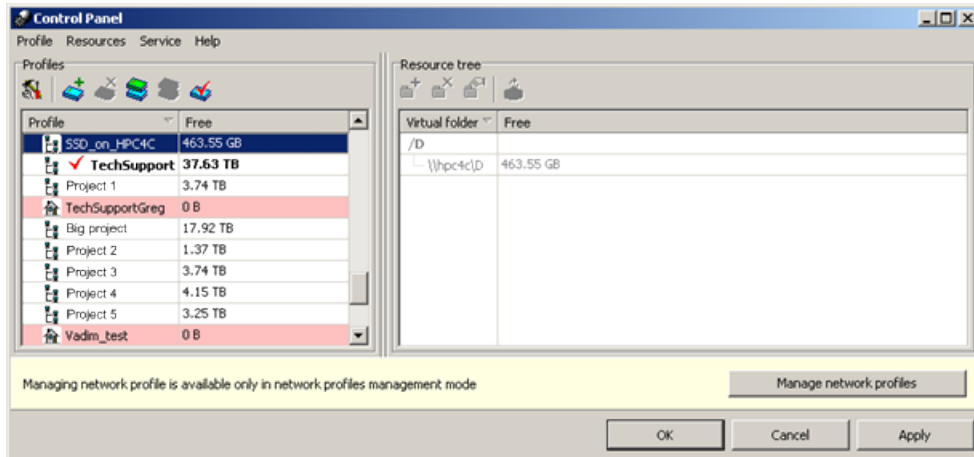 Control Panel
Profile Resources Service Help
Profiles
Resource tree
Profile Free
Virtual folder Free
SSD_on_HPC4C 463.55 GB
/D
TechSupport 37.63 TB
\\hpc4c\D 463.55 GB
Project 1 3.74 TB
TechSupportGreg 0 B
Big project 17.92 TB
Project 2 1.37 TB
Project 3 3.74 TB
Project 4 4.15 TB
Project 5 3.25 TB
Vadim_test 0 B
Managing network profile is available only in network profiles management mode
Manage network profiles
OK Cancel Apply